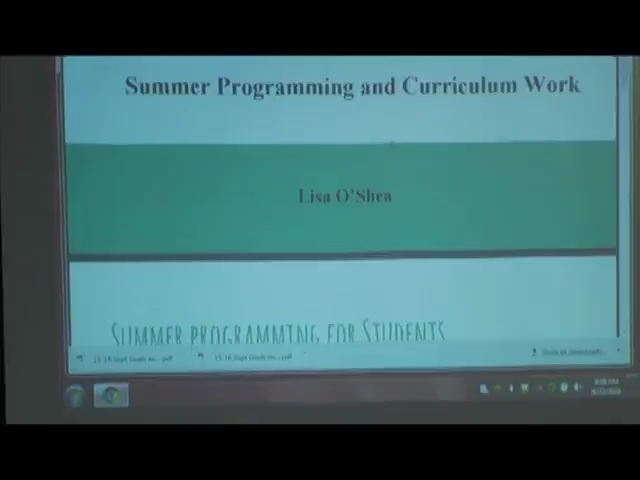 Summer Programming and Curriculum Work
Lisa O'Shea
Summer programming for Students